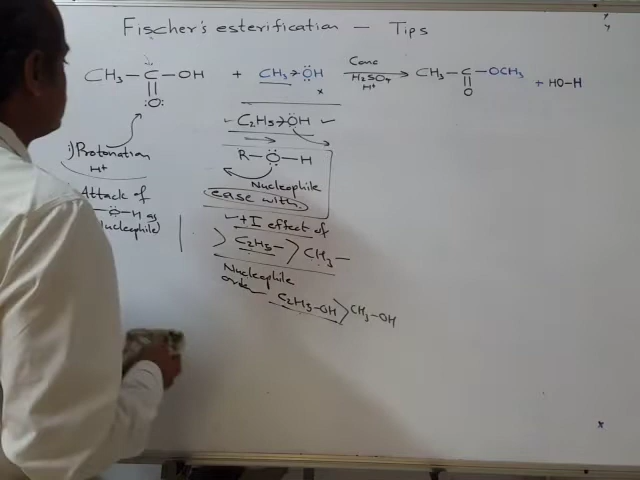 Fischer's esterification — Tips
CH3 – C – OH + CH3 → ÖH Conc H2SO4 H+ → CH3 – C – OCH3 + HO–H
|| O
|| O
C2H5 → ÖH
i) Protonation
H+
R – Ö – H
Nucleophile
ease with.
Attack of
– Ö – H as
Nucleophile)
+I effect of
> C2H5 – > CH3 –
Nucleophile
order
C2H5–OH > CH3–OH